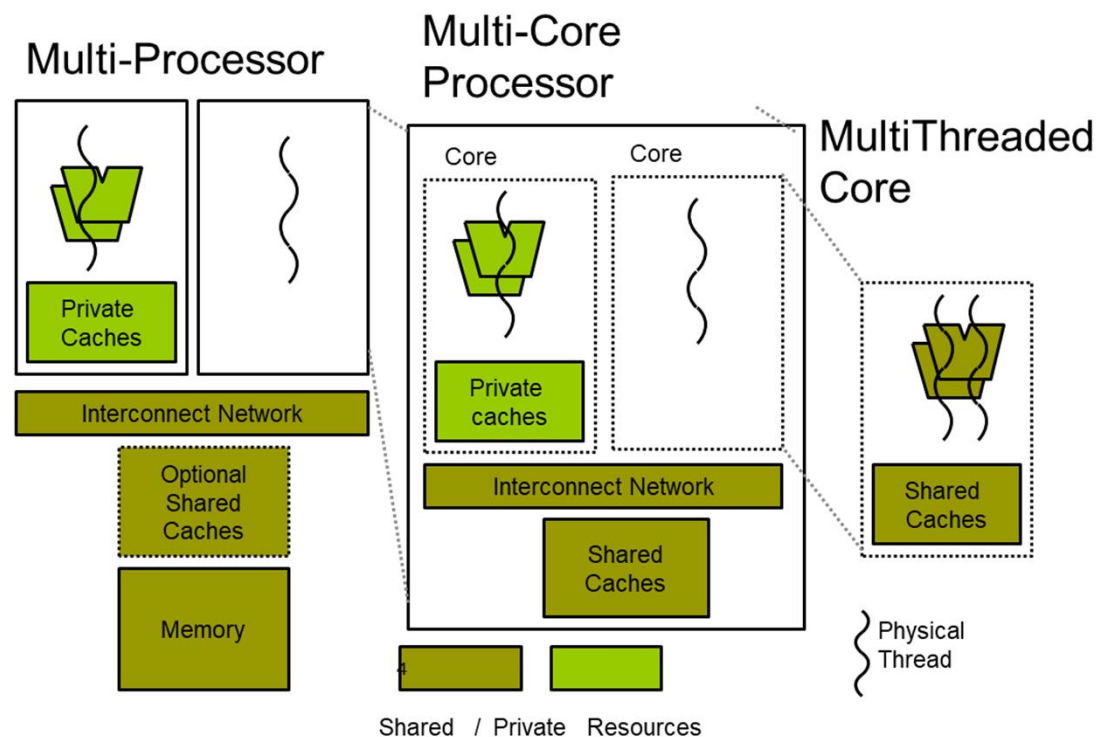 Multi-Processor
Multi-Core
Processor
MultiThreaded
Core
Core
Core
Private
Caches
Private
caches
Interconnect Network
Interconnect Network
Optional
Shared
Caches
Shared
Caches
Shared
Caches
Memory
Physical
Thread
4
Shared / Private Resources